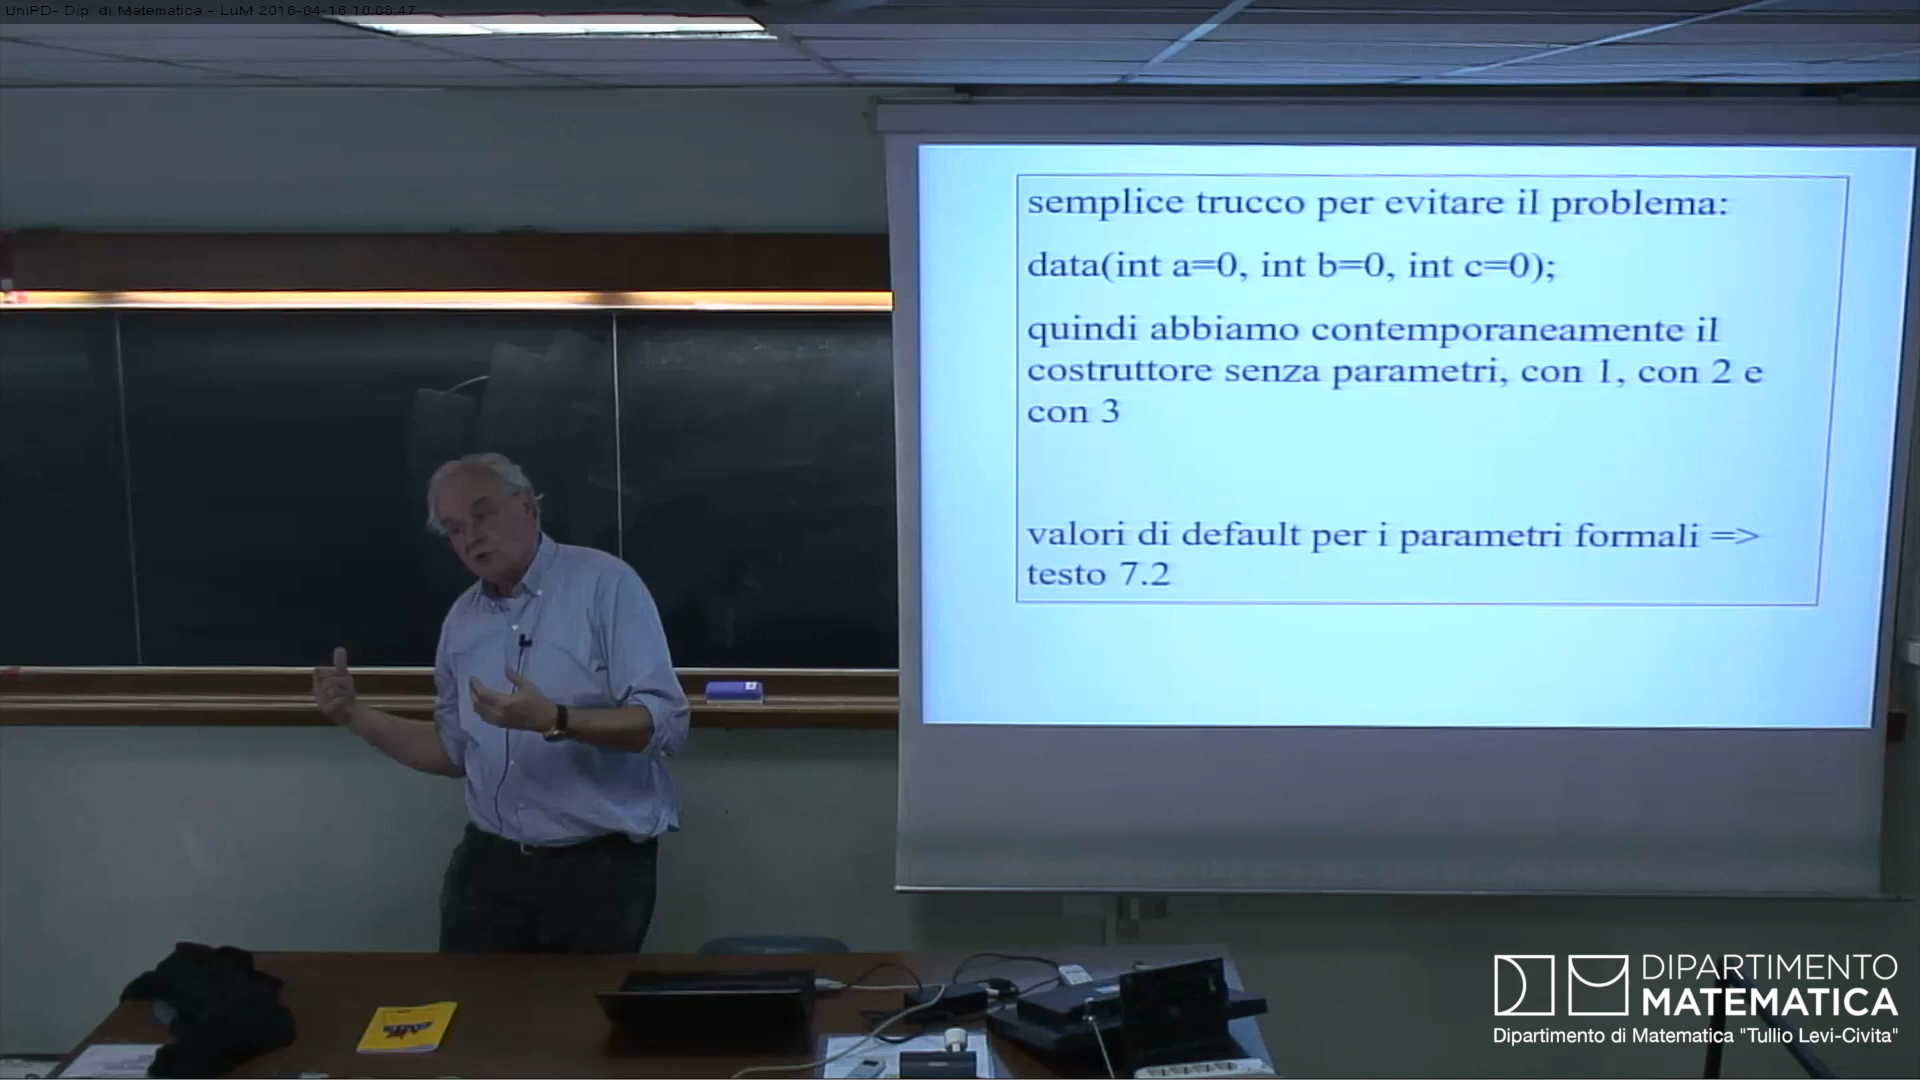 UniPD- Dip. di Matematica - LuM 2018-04-16 10:08:47
semplice trucco per evitare il problema:
data(int a=0, int b=0, int c=0);
quindi abbiamo contemporaneamente il
costruttore senza parametri, con 1, con 2 e
con 3
valori di default per i parametri formali =>
testo 7.2
DIPARTIMENTO
MATEMATICA
Dipartimento di Matematica "Tullio Levi-Civita"